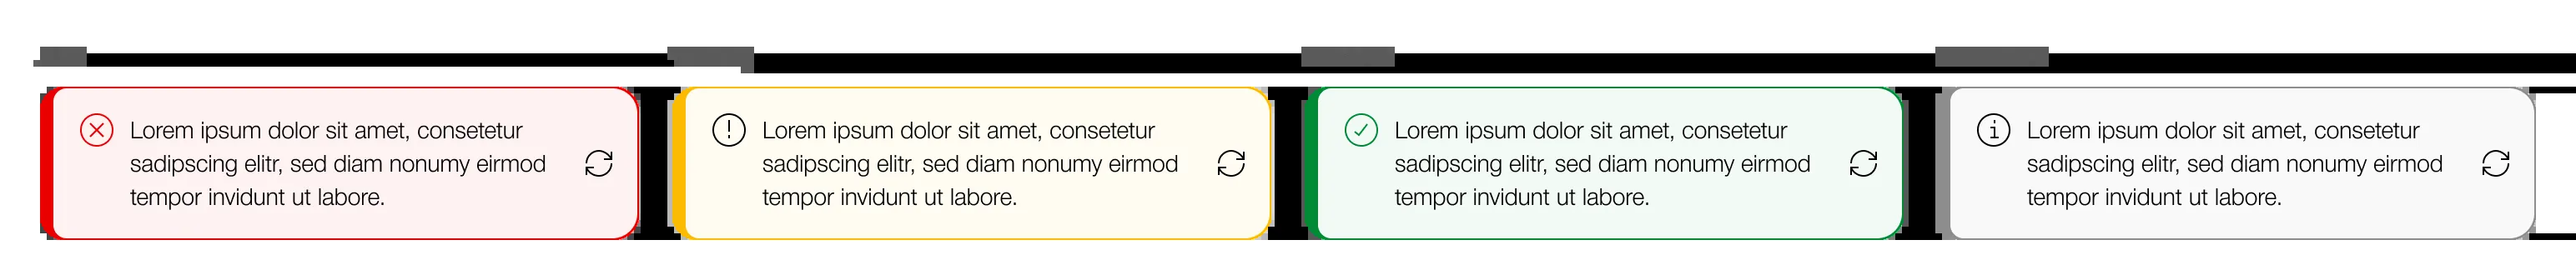 Lorem ipsum dolor sit amet, consetetur
sadipscing elitr, sed diam nonumy eirmod
tempor invidunt ut labore.
Lorem ipsum dolor sit amet, consetetur
sadipscing elitr, sed diam nonumy eirmod
tempor invidunt ut labore.
Lorem ipsum dolor sit amet, consetetur
sadipscing elitr, sed diam nonumy eirmod
tempor invidunt ut labore.
Lorem ipsum dolor sit amet, consetetur
sadipscing elitr, sed diam nonumy eirmod
tempor invidunt ut labore.